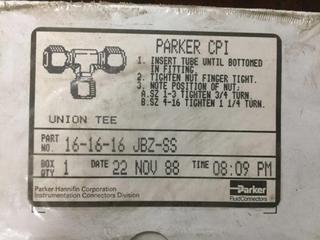 PARKER CPI
1. INSERT TUBE UNTIL BOTTOMED
IN FITTING.
2. TIGHTEN NUT FINGER TIGHT.
3. NOTE POSITION OF NUT;
A.SZ 1-3 TIGHTEN 3/4 TURN.
B.SZ 4-16 TIGHTEN 1 1/4 TURN.
UNION TEE
PART NO. 16-16-16 JBZ-SS
BOX 1 DATE 22 NOV 88 TIME 08:09 PM
Parker Hannifin Corporation
Instrumentation Connectors Division
Parker
FluidConnectors